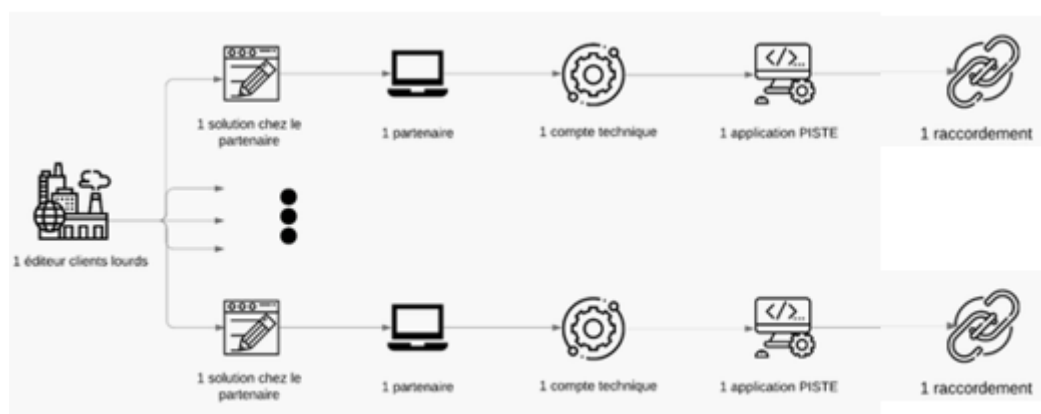 1 solution chez le
partenaire
1 partenaire
1 compte technique
1 application PISTE
1 raccordement
1 éditeur clients lourds
1 solution chez le
partenaire
1 partenaire
1 compte technique
1 application PISTE
1 raccordement